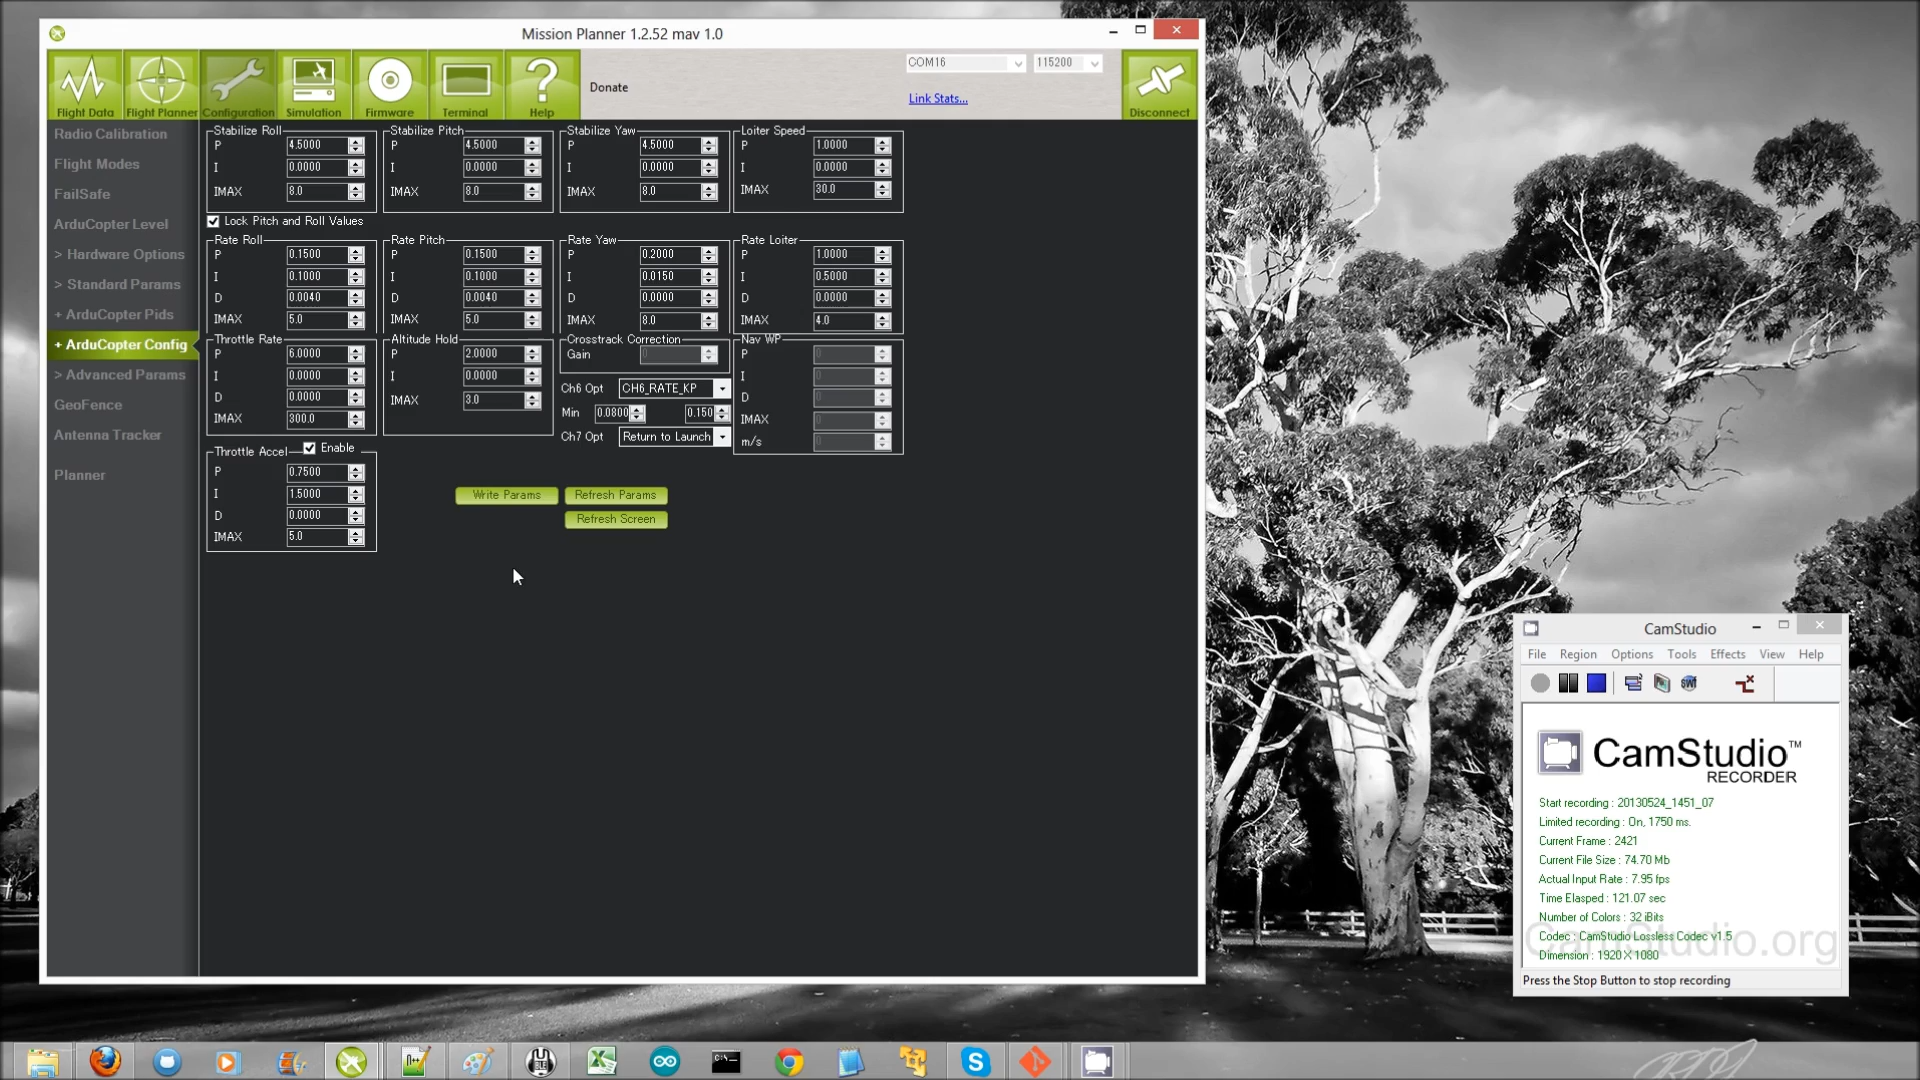 Mission Planner 1.2.52 mav 1.0
Flight Data
Flight Planner
Configuration
Simulation
Firmware
Terminal
Help
Donate
COM16
115200
Link Stats...
Disconnect
Radio Calibration
Flight Modes
FailSafe
ArduCopter Level
> Hardware Options
> Standard Params
+ ArduCopter Pids
+ ArduCopter Config
> Advanced Params
GeoFence
Antenna Tracker
Planner
Stabilize Roll
P 4.5000
I 0.0000
IMAX 8.0
Stabilize Pitch
4.5000
I 0.0000
IMAX 8.0
Stabilize Yaw
P 4.5000
I 0.0000
IMAX 8.0
Loiter Speed
P 1.0000
I 0.0000
IMAX 30.0
Lock Pitch and Roll Values
Rate Roll
P 0.1500
I 0.1000
D 0.0040
IMAX 5.0
Rate Pitch
P 0.1500
I 0.1000
D 0.0040
IMAX 5.0
Rate Yaw
P 0.2000
I 0.0150
D 0.0000
IMAX 8.0
Rate Loiter
P 1.0000
I 0.5000
D 0.0000
IMAX 4.0
Throttle Rate
P 6.0000
I 0.0000
D 0.0000
IMAX 300.0
Altitude Hold
P 2.0000
I 0.0000
IMAX 3.0
Crosstrack Correction
Gain 0
Ch6 Opt CH6_RATE_KP
Min 0.0800 0.150
Ch7 Opt Return to Launch
Nav WP
P 0
I 0
D 0
IMAX 0
m/s 0
Throttle Accel Enable
P 0.7500
I 1.5000
D 0.0000
IMAX 5.0
Write Params
Refresh Params
Refresh Screen
CamStudio
File Region Options Tools Effects View Help
SWF
CamStudio™
RECORDER
Start recording : 20130524_1451_07
Limited recording : On, 1750 ms.
Current Frame : 2421
Current File Size : 74.70 Mb
Actual Input Rate : 7.95 fps
Time Elasped : 121.07 sec
Number of Colors : 32 iBits
Codec : CamStudio Lossless Codec v1.5
Dimension : 1920 X 1080
CamStudio.org
Press the Stop Button to stop recording